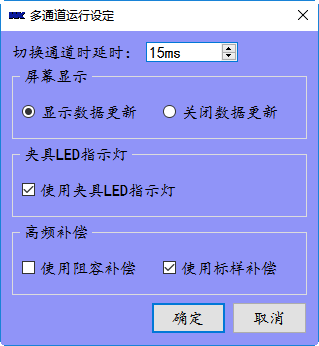 多通道运行设定
切换通道时延时： 15ms
屏幕显示
显示数据更新 关闭数据更新
夹具LED指示灯
使用夹具LED指示灯
高频补偿
使用阻容补偿 使用标样补偿
确定 取消